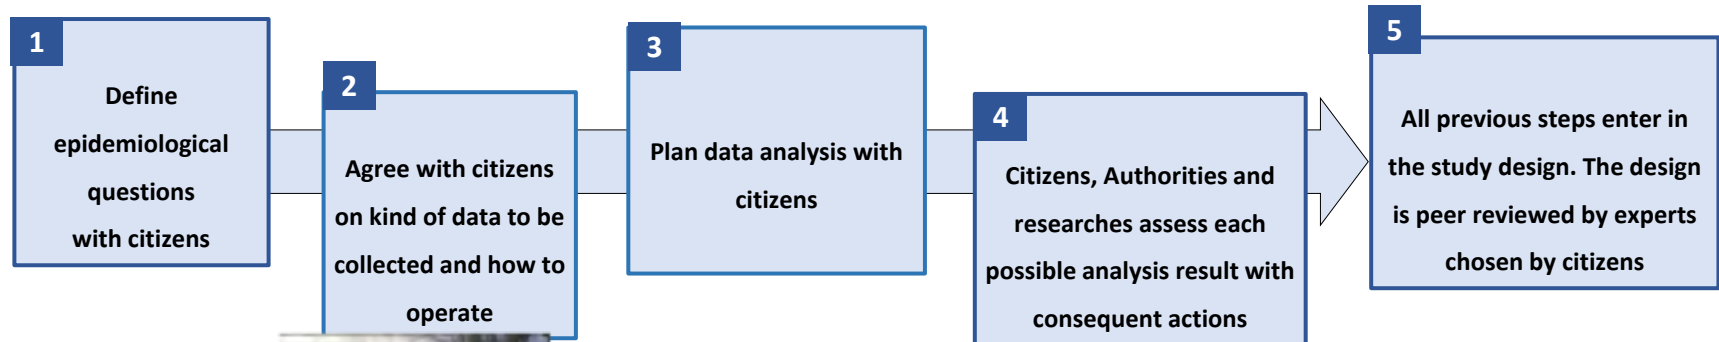 1
Define
epidemiological
questions
with citizens
2
Agree with citizens
on kind of data to be
collected and how to
operate
3
Plan data analysis with
citizens
4
Citizens, Authorities and
researches assess each
possible analysis result with
consequent actions
5
All previous steps enter in
the study design. The design
is peer reviewed by experts
chosen by citizens